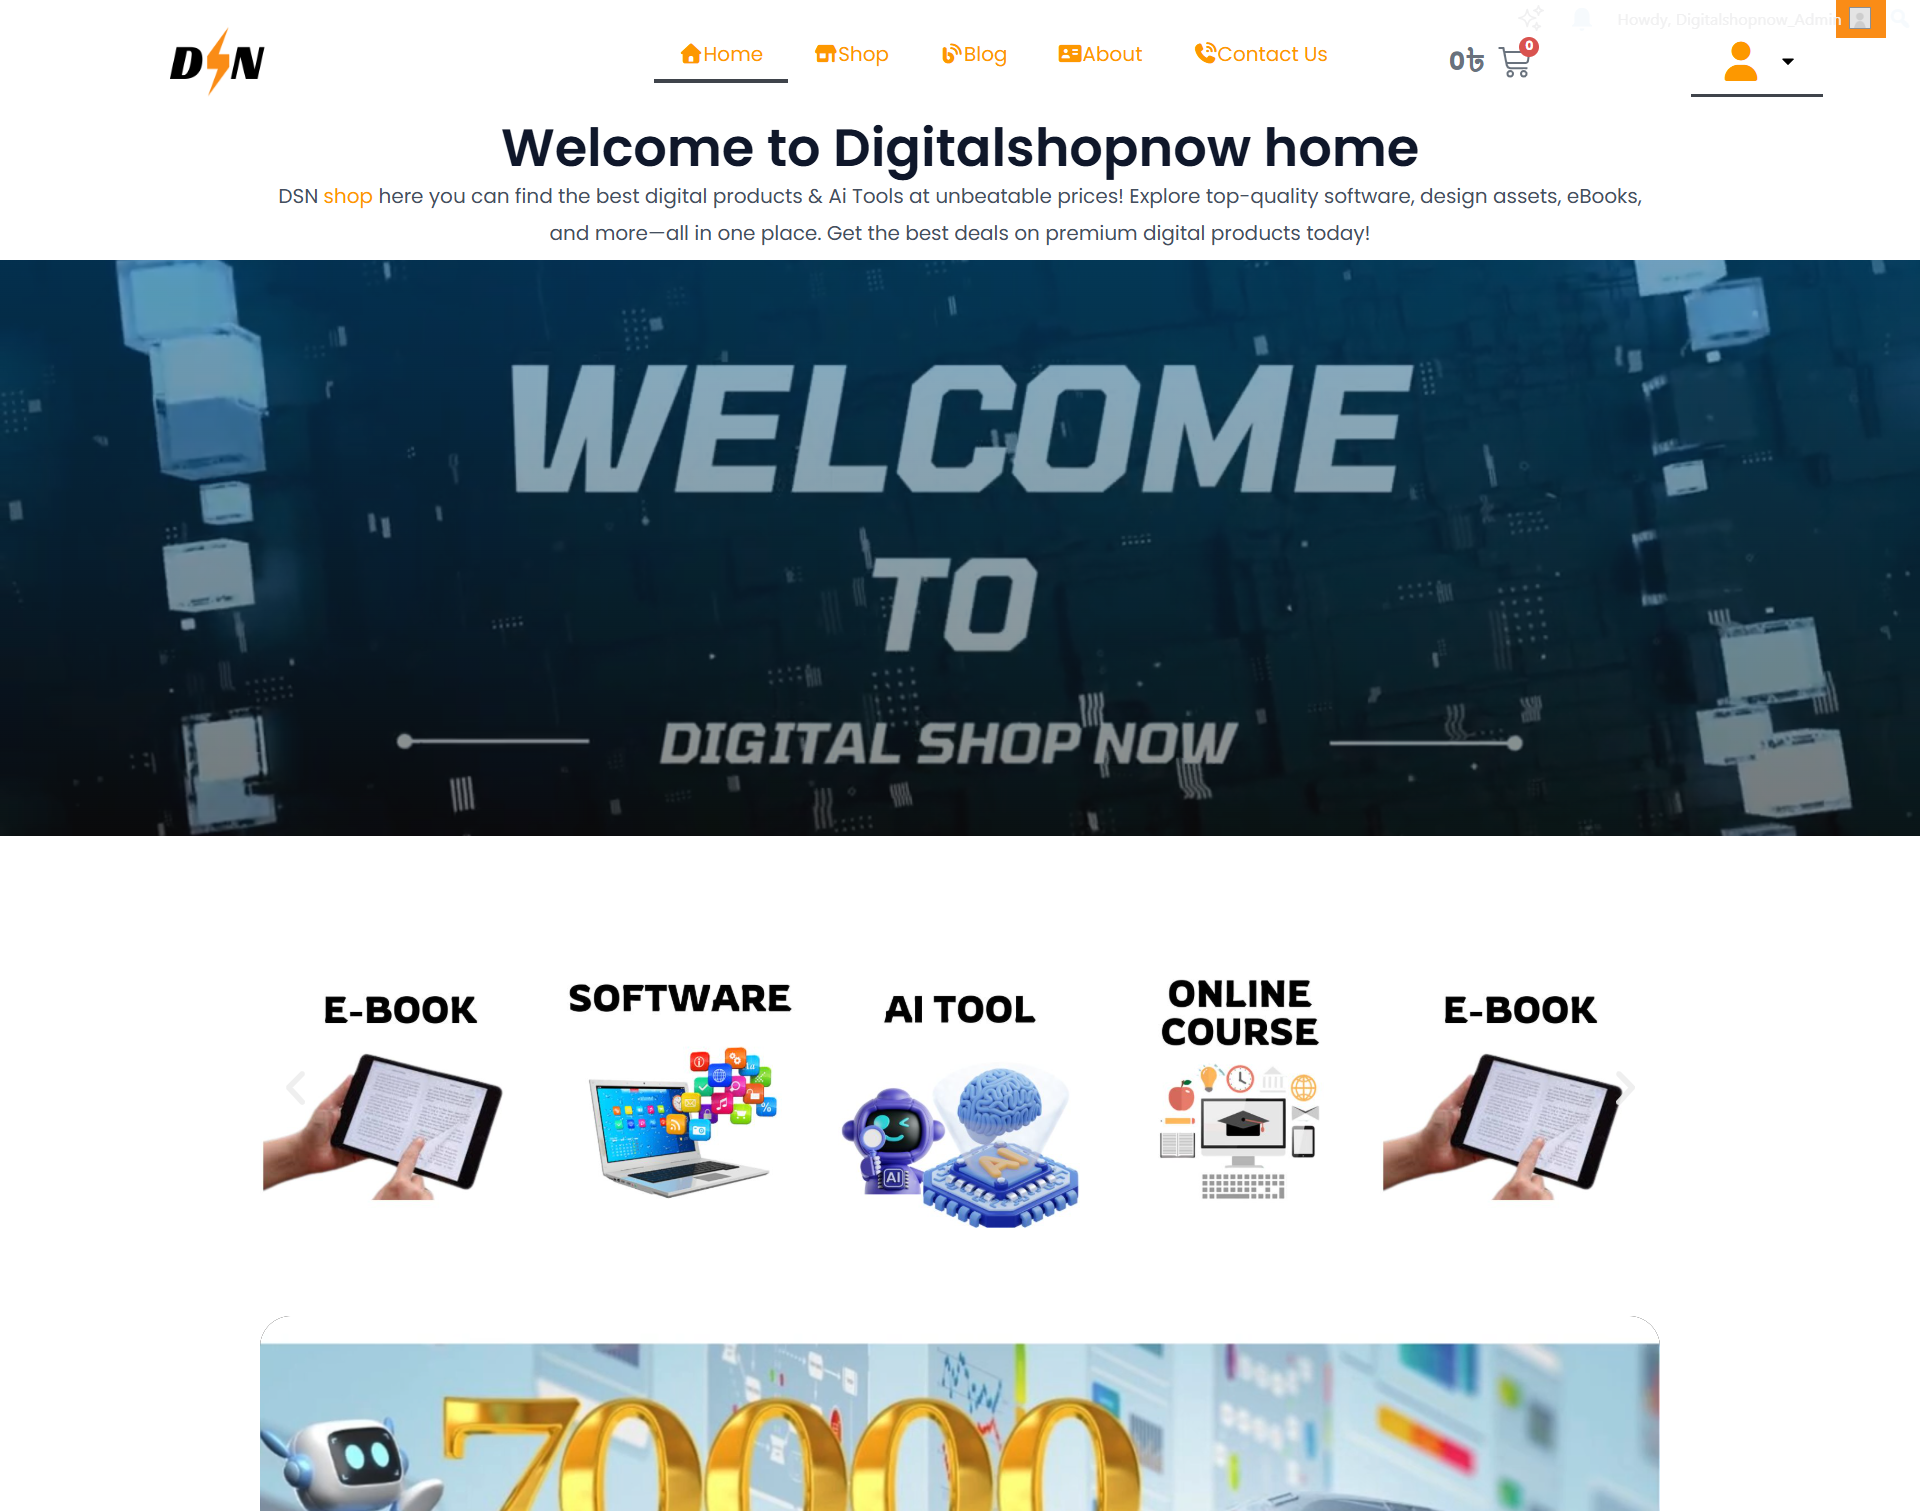 Howdy, Digitalshopnow_Admin
DSN
Home
Shop
Blog
About
Contact Us
0৳
0
Welcome to Digitalshopnow home
DSN shop here you can find the best digital products & Ai Tools at unbeatable prices! Explore top-quality software, design assets, eBooks,
and more—all in one place. Get the best deals on premium digital products today!
WELCOME
TO
DIGITAL SHOP NOW
E-BOOK
SOFTWARE
AI TOOL
ONLINE
COURSE
E-BOOK
AI
AI
70000